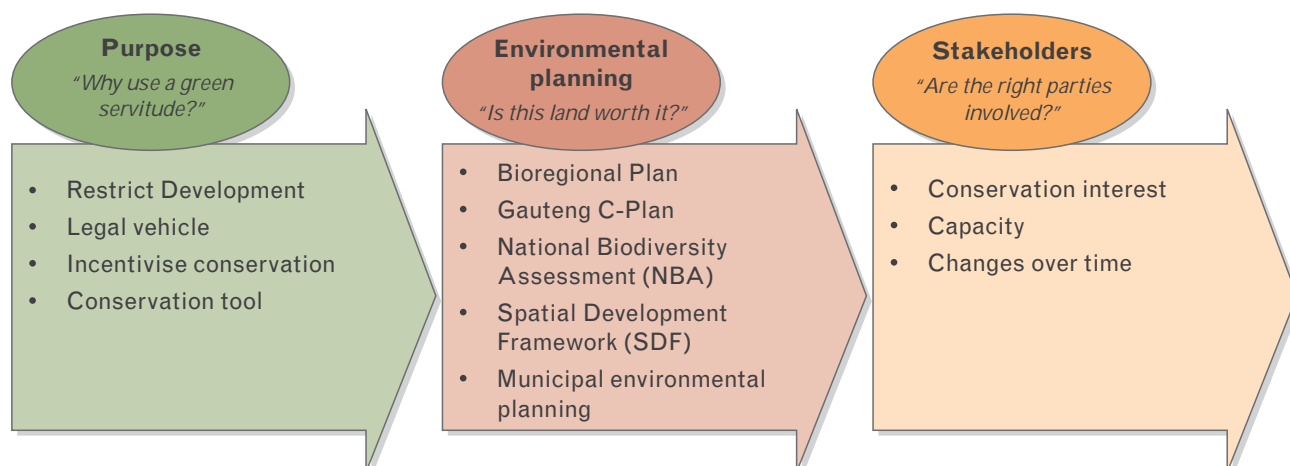 Purpose
“Why use a green
servitude?”
• Restrict Development
• Legal vehicle
• Incentivise conservation
• Conservation tool
Environmental
planning
“Is this land worth it?”
• Bioregional Plan
• Gauteng C-Plan
• National Biodiversity
Assessment (NBA)
• Spatial Development
Framework (SDF)
• Municipal environmental
planning
Stakeholders
“Are the right parties
involved?”
• Conservation interest
• Capacity
• Changes over time